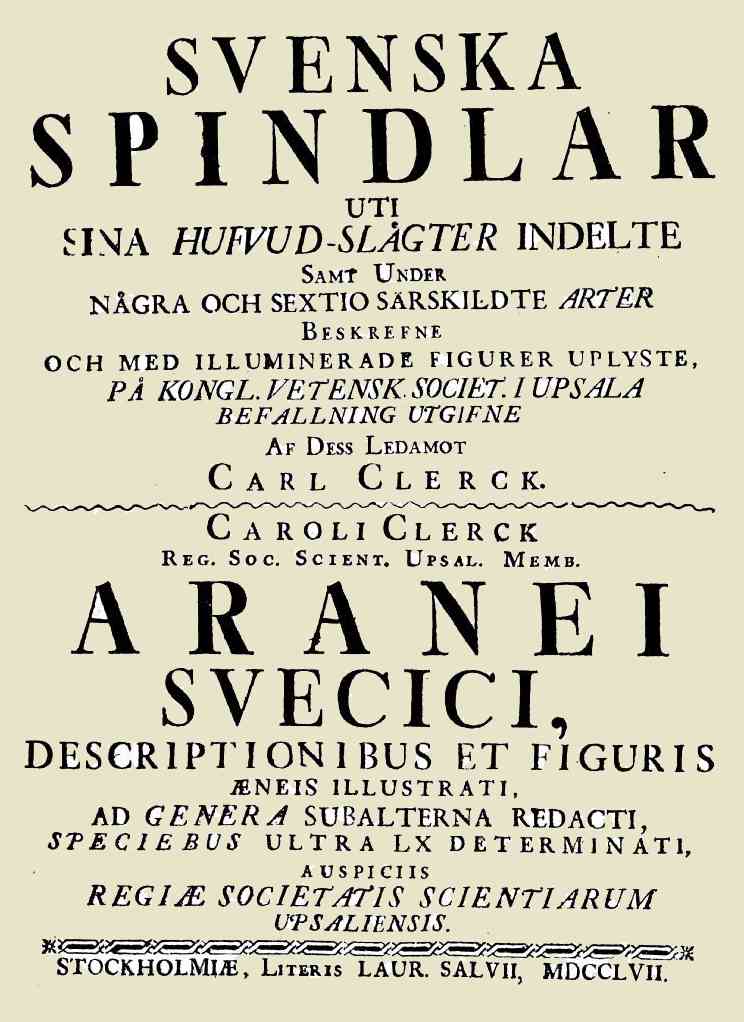 SVENSKA
SPINDLAR
UTI
SINA HUFVUD-SLÅGTER INDELTE
SAMT UNDER
NÅGRA OCH SEXTIO SÄRSKILDTE ARTER
BESKREFNE
OCH MED ILLUMINERADE FIGURER UPLYSTE,
PÅ KONGL. VETENSK. SOCIET. I UPSALA
BEFALLNING UTGIFNE
AF DESS LEDAMOT
CARL CLERCK.
CAROLI CLERCK
REG. SOC. SCIENT. UPSAL. MEMB.
ARANEI
SVECICI,
DESCRIPTIONIBUS ET FIGURIS
ÆNEIS ILLUSTRATI,
AD GENERA SUBALTERNA REDACTI,
SPECIEBUS ULTRA LX DETERMINATI,
AUSPICIIS
REGIÆ SOCIETATIS SCIENTIARUM
UPSALIENSIS.
STOCKHOLMIÆ, LITERIS LAUR. SALVII, MDCCLVII.